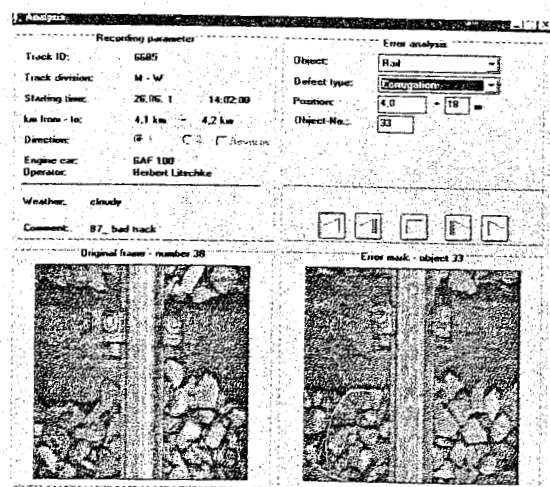 Analysis
Recording parameter
Track ID: 6685
Track division: M - W
Starting time: 26.06. 1 14:02:09
km from - to: 4,1 km - 4,2 km
Direction:
Engine car: GAF 100
Operator: Herbert Litschke
Weather: cloudy
Comment: 87_ bad track
Error analysis
Object: Rail
Defect type: Corrugation
Position: 4,0 + 18 m
Object-No.: 33
Original frame - number 38
Error mark - object 33